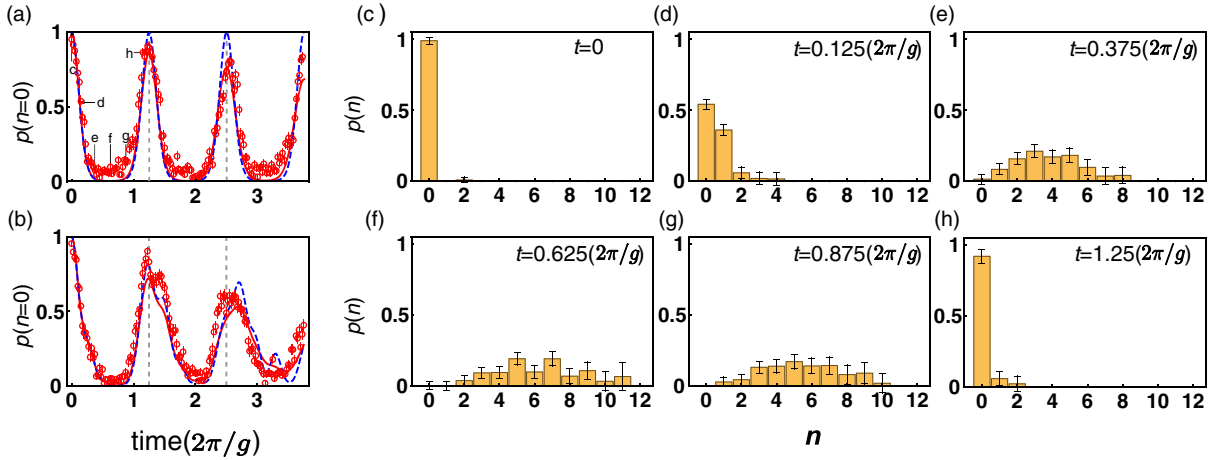 (a)
p(n=0)
1
0.5
0
c
d
e
f
g
h
0 1 2 3
(b)
p(n=0)
1
0.5
0
0 1 2 3
time(2π/g)
(c)
p(n)
1
0.5
0
t=0
0 2 4 6 8 10 12
(d)
1
0.5
0
t=0.125(2π/g)
0 2 4 6 8 10 12
(e)
1
0.5
0
t=0.375(2π/g)
0 2 4 6 8 10 12
(f)
p(n)
1
0
t=0.625(2π/g)
0 2 4 6 8 10 12
(g)
1
0.5
0
t=0.875(2π/g)
0 2 4 6 8 10 12
(h)
1
0.5
0
t=1.25(2π/g)
0 2 4 6 8 10 12
n